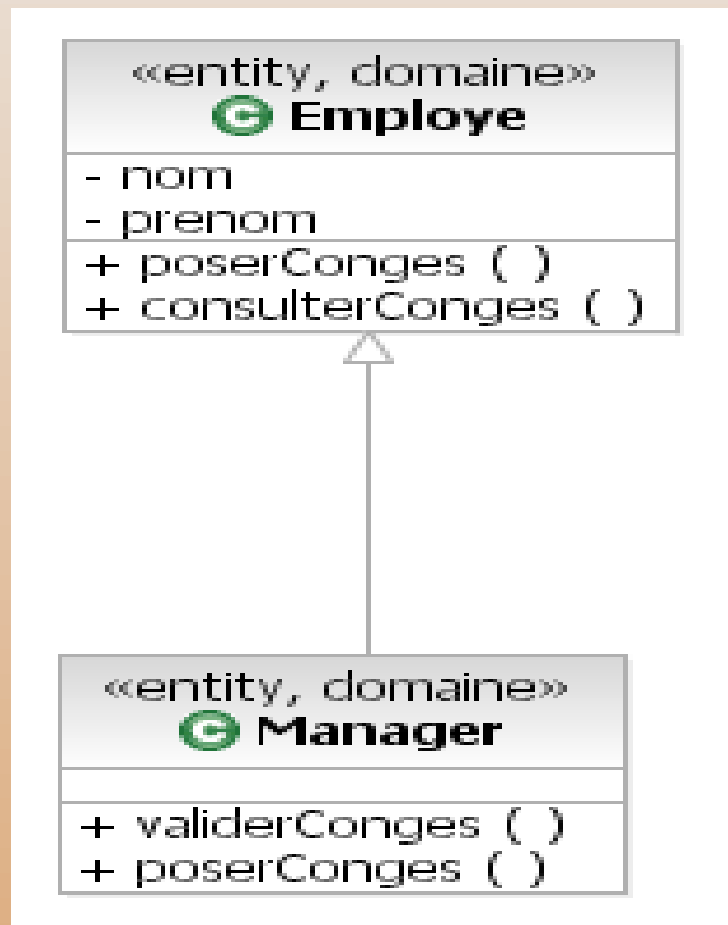 «entity, domaine»
C Employe
- nom
- prenom
+ poserConges ( )
+ consulterConges ( )
«entity, domaine»
C Manager
+ validerConges ( )
+ poserConges ( )